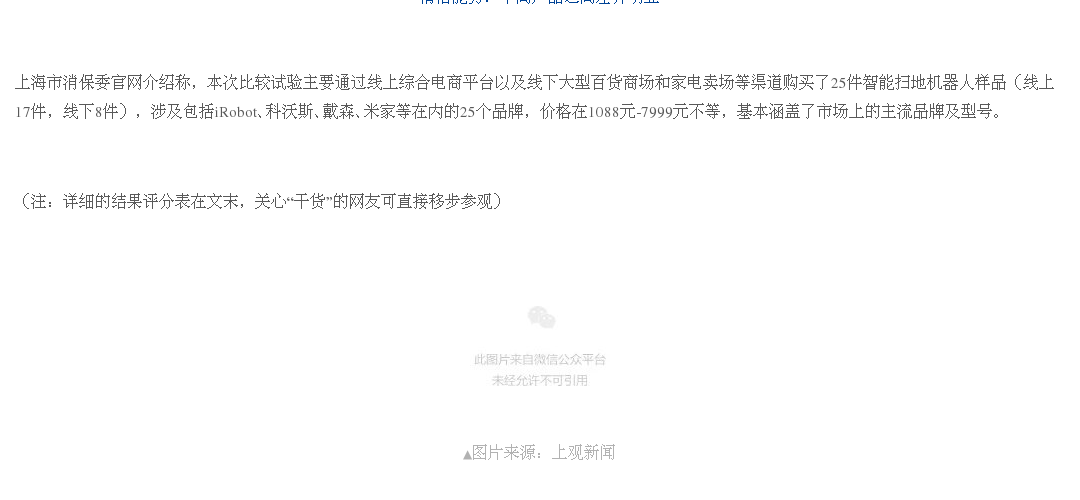 上海市消保委官网介绍称，本次比较试验主要通过线上综合电商平台以及线下大型百货商场和家电卖场等渠道购买了25件智能扫地机器人样品（线上
17件，线下8件），涉及包括iRobot、科沃斯、戴森、米家等在内的25个品牌，价格在1088元-7999元不等，基本涵盖了市场上的主流品牌及型号。
（注：详细的结果评分表在文末，关心“干货”的网友可直接移步参观）
此图片来自微信公众平台
未经允许不可引用
▲图片来源：上观新闻